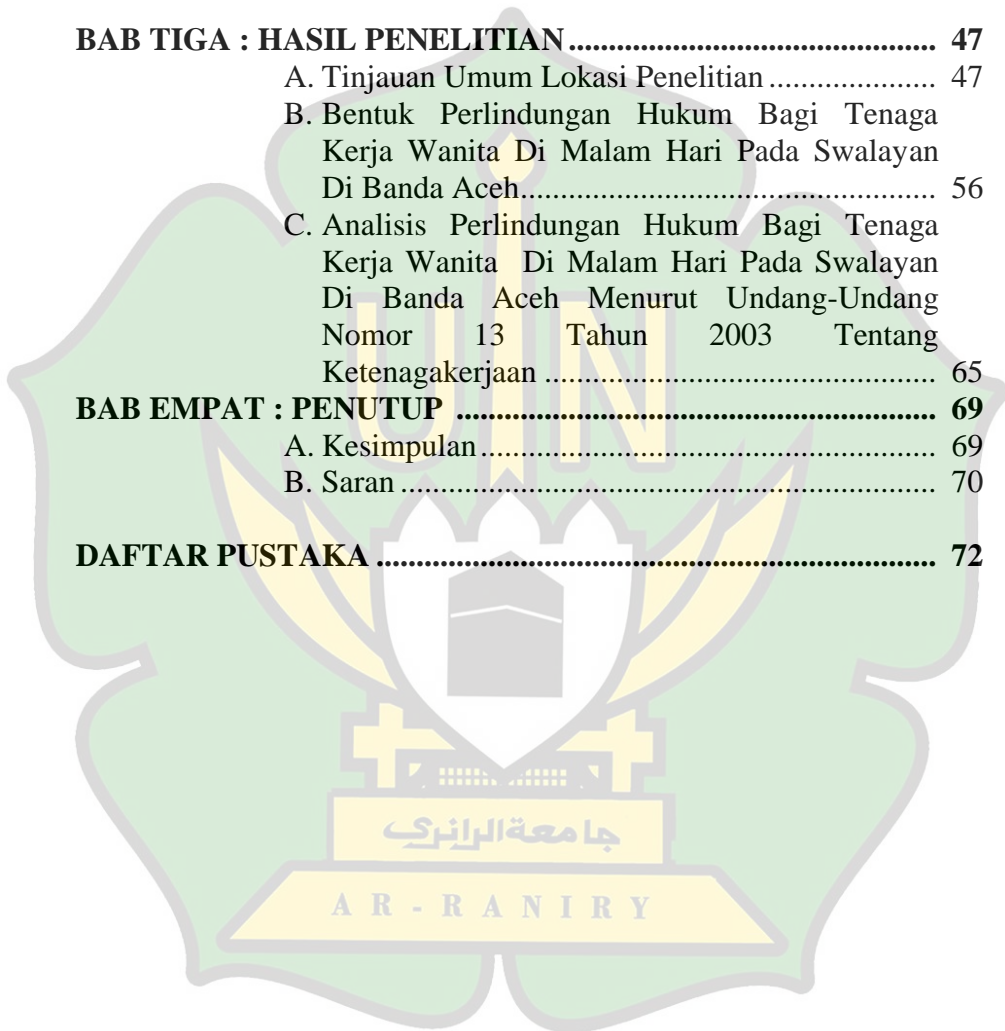 BAB TIGA : HASIL PENELITIAN ............................................... 47
A. Tinjauan Umum Lokasi Penelitian ..................... 47
B. Bentuk Perlindungan Hukum Bagi Tenaga
Kerja Wanita Di Malam Hari Pada Swalayan
Di Banda Aceh..................................................... 56
C. Analisis Perlindungan Hukum Bagi Tenaga
Kerja Wanita Di Malam Hari Pada Swalayan
Di Banda Aceh Menurut Undang-Undang
Nomor 13 Tahun 2003 Tentang
Ketenagakerjaan .................................................. 65
BAB EMPAT : PENUTUP ............................................................. 69
A. Kesimpulan .......................................................... 69
B. Saran .................................................................... 70
DAFTAR PUSTAKA ....................................................................... 72
UIN
جامعةالرانري
AR-RANIRY